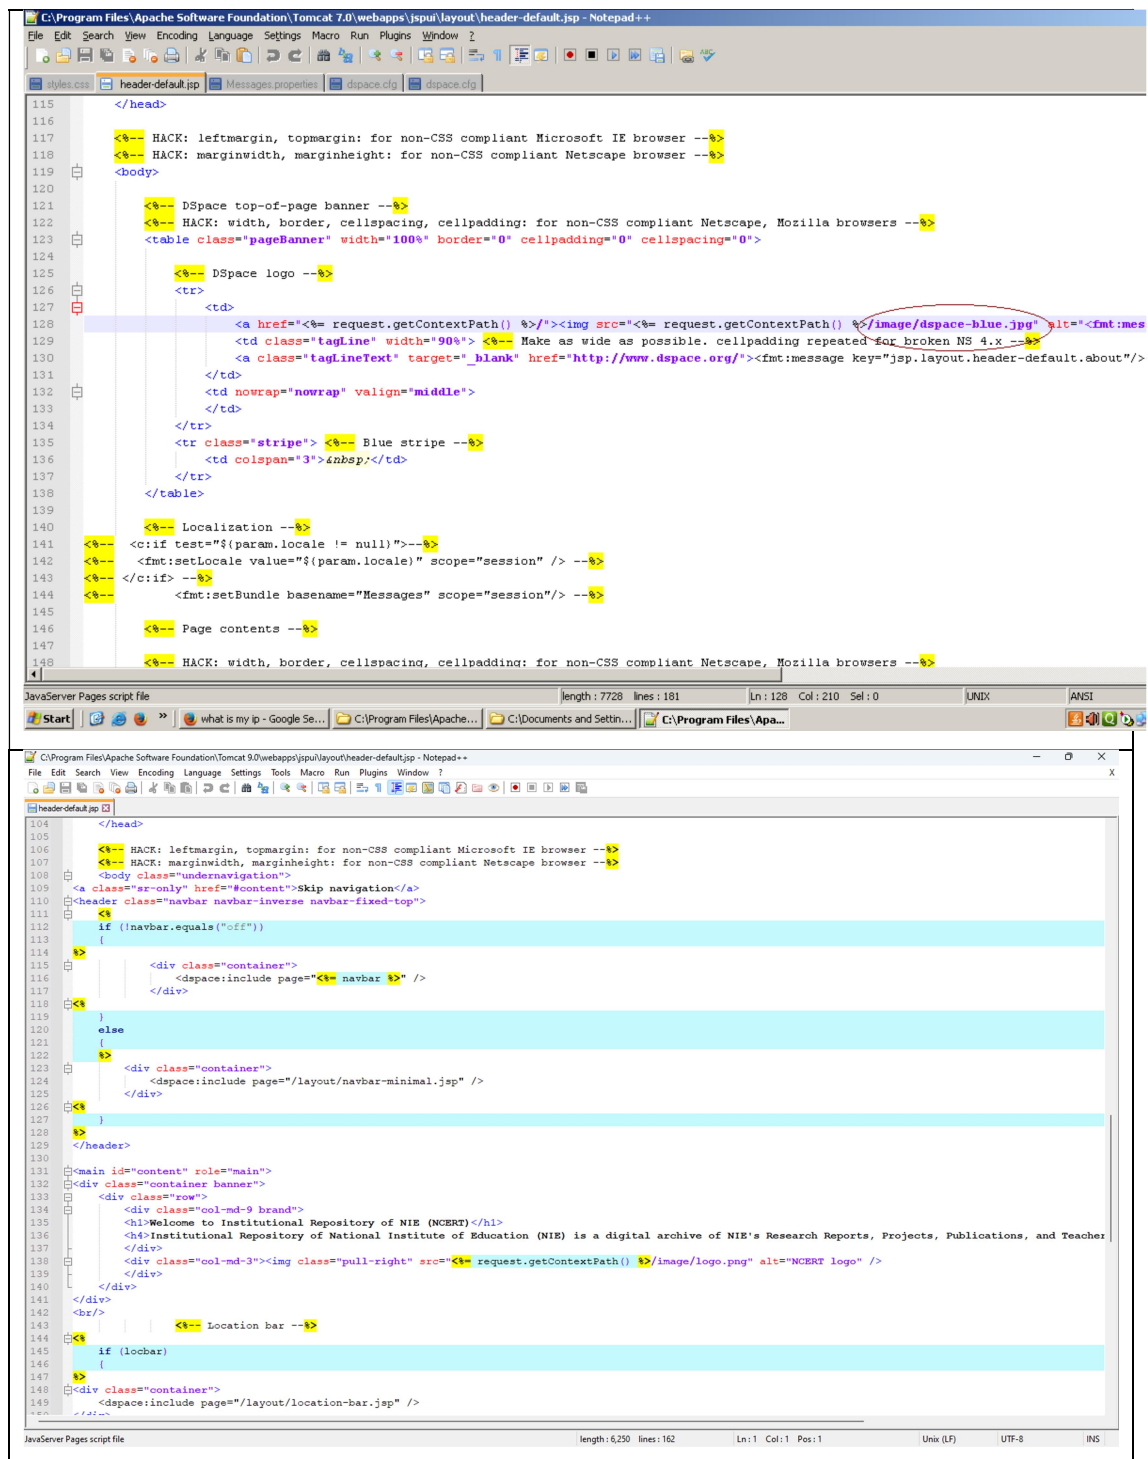 C:\Program Files\Apache Software Foundation\Tomcat 7.0\webapps\jspui\layout\header-default.jsp - Notepad++
File Edit Search View Encoding Language Settings Macro Run Plugins Window ?
styles.css header-default.jsp Messages.properties dspace.cfg dspace.cfg
115 </head>
116
117 <%-- HACK: leftmargin, topmargin: for non-CSS compliant Microsoft IE browser --%>
118 <%-- HACK: marginwidth, marginheight: for non-CSS compliant Netscape browser --%>
119 <body>
120
121 <%-- DSpace top-of-page banner --%>
122 <%-- HACK: width, border, cellspacing, cellpadding: for non-CSS compliant Netscape, Mozilla browsers --%>
123 <table class="pageBanner" width="100%" border="0" cellpadding="0" cellspacing="0">
124
125 <%-- DSpace logo --%>
126 <tr>
127 <td>
128 <a href="<%= request.getContextPath() %>/"><img src="<%= request.getContextPath() %>/image/dspace-blue.jpg" alt="<fmt:mes
129 <td class="tagLine" width="90%"> <%-- Make as wide as possible. cellpadding repeated for broken NS 4.x --%>
130 <a class="tagLineText" target="_blank" href="http://www.dspace.org/"><fmt:message key="jsp.layout.header-default.about"/>
131 </td>
132 <td nowrap="nowrap" valign="middle">
133 </td>
134 </tr>
135 <tr class="stripe"> <%-- Blue stripe --%>
136 <td colspan="3">&nbsp;</td>
137 </tr>
138 </table>
139
140 <%-- Localization --%>
141 <%-- <c:if test="${param.locale != null}">--%>
142 <%-- <fmt:setLocale value="${param.locale}" scope="session" /> --%>
143 <%-- </c:if> --%>
144 <%-- <fmt:setBundle basename="Messages" scope="session"/> --%>
145
146 <%-- Page contents --%>
147
148 <%-- HACK: width, border, cellspacing, cellpadding: for non-CSS compliant Netscape, Mozilla browsers --%>
JavaServer Pages script file length : 7728 lines : 181 Ln : 128 Col : 210 Sel : 0 UNIX ANSI
Start what is my ip - Google Se... C:\Program Files\Apache... C:\Documents and Settin... C:\Program Files\Apa...
C:\Program Files\Apache Software Foundation\Tomcat 9.0\webapps\jspui\layout\header-default.jsp - Notepad++
File Edit Search View Encoding Language Settings Tools Macro Run Plugins Window ? X
header-default.jsp
104 </head>
105
106 <%-- HACK: leftmargin, topmargin: for non-CSS compliant Microsoft IE browser --%>
107 <%-- HACK: marginwidth, marginheight: for non-CSS compliant Netscape browser --%>
108 <body class="undernavigation">
109 <a class="sr-only" href="#content">Skip navigation</a>
110 <header class="navbar navbar-inverse navbar-fixed-top">
111 <%
112 if (!navbar.equals("off"))
113 {
114 %>
115 <div class="container">
116 <dspace:include page="<%= navbar %>" />
117 </div>
118 <%
119 }
120 else
121 {
122 %>
123 <div class="container">
124 <dspace:include page="/layout/navbar-minimal.jsp" />
125 </div>
126 <%
127 }
128 %>
129 </header>
130
131 <main id="content" role="main">
132 <div class="container banner">
133 <div class="row">
134 <div class="col-md-9 brand">
135 <h1>Welcome to Institutional Repository of NIE (NCERT)</h1>
136 <h4>Institutional Repository of National Institute of Education (NIE) is a digital archive of NIE's Research Reports, Projects, Publications, and Teacher
137 </div>
138 <div class="col-md-3"><img class="pull-right" src="<%= request.getContextPath() %>/image/logo.png" alt="NCERT logo" />
139 </div>
140 </div>
141 </div>
142 <br/>
143 <%-- Location bar --%>
144 <%
145 if (locbar)
146 {
147 %>
148 <div class="container">
149 <dspace:include page="/layout/location-bar.jsp" />
150 </div>
JavaServer Pages script file length : 6,250 lines : 162 Ln : 1 Col : 1 Pos : 1 Unix (LF) UTF-8 INS